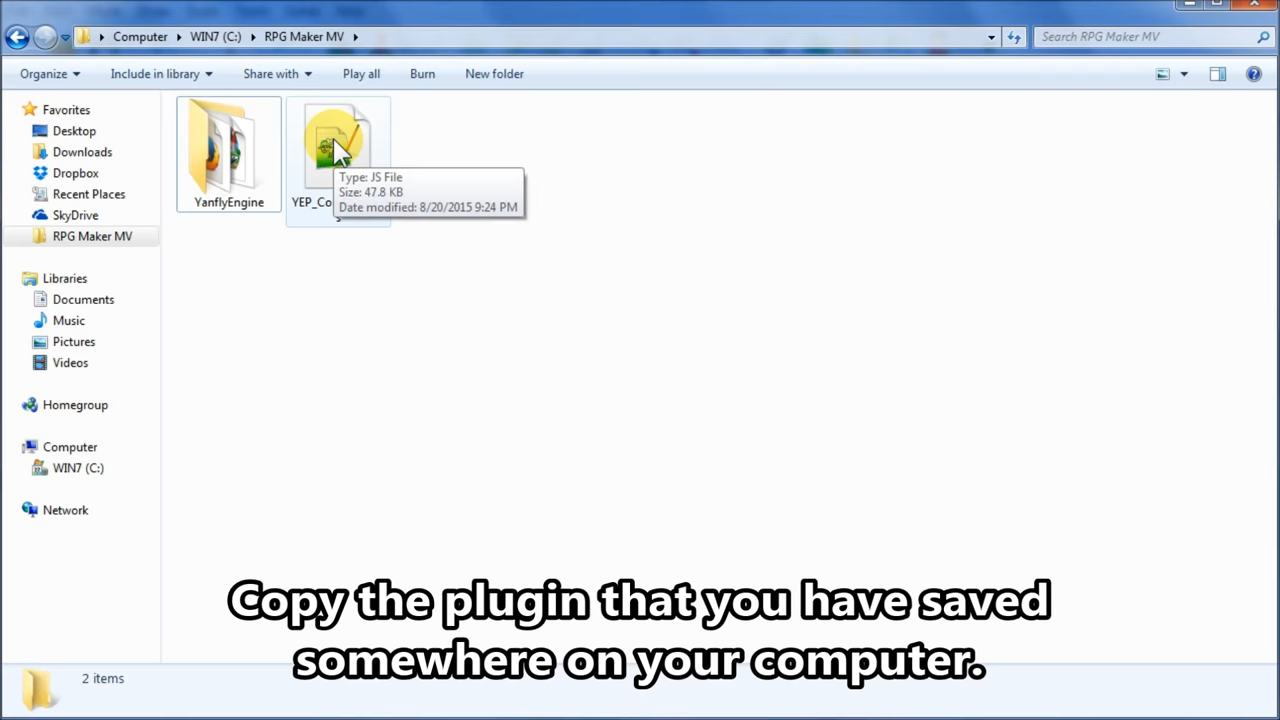 Computer WIN7 (C:) RPG Maker MV
Search RPG Maker MV
Organize Include in library Share with Play all Burn New folder
Favorites
Desktop
Downloads
Dropbox
Recent Places
SkyDrive
RPG Maker MV
Libraries
Documents
Music
Pictures
Videos
Homegroup
Computer
WIN7 (C:)
Network
YanflyEngine
Type: JS File
Size: 47.8 KB
Date modified: 8/20/2015 9:24 PM
Copy the plugin that you have saved
somewhere on your computer.
2 items